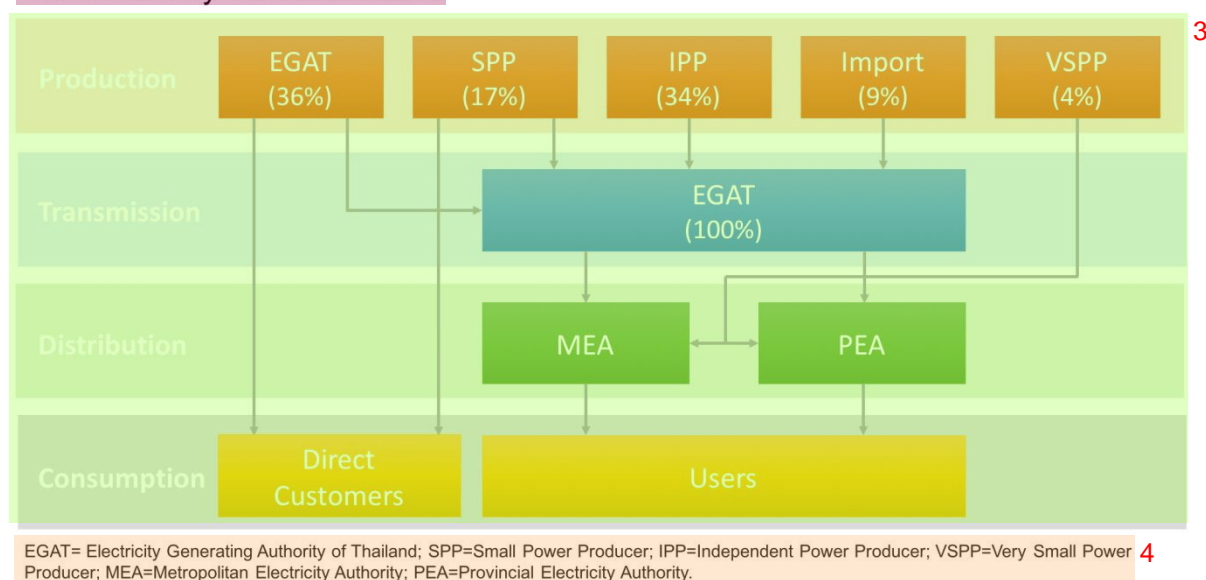 3
Production
EGAT
(36%)
SPP
(17%)
IPP
(34%)
Import
(9%)
VSPP
(4%)
Transmission
EGAT
(100%)
Distribution
MEA
PEA
Consumption
Direct
Customers
Users
EGAT= Electricity Generating Authority of Thailand; SPP=Small Power Producer; IPP=Independent Power Producer; VSPP=Very Small Power
Producer; MEA=Metropolitan Electricity Authority; PEA=Provincial Electricity Authority.
4